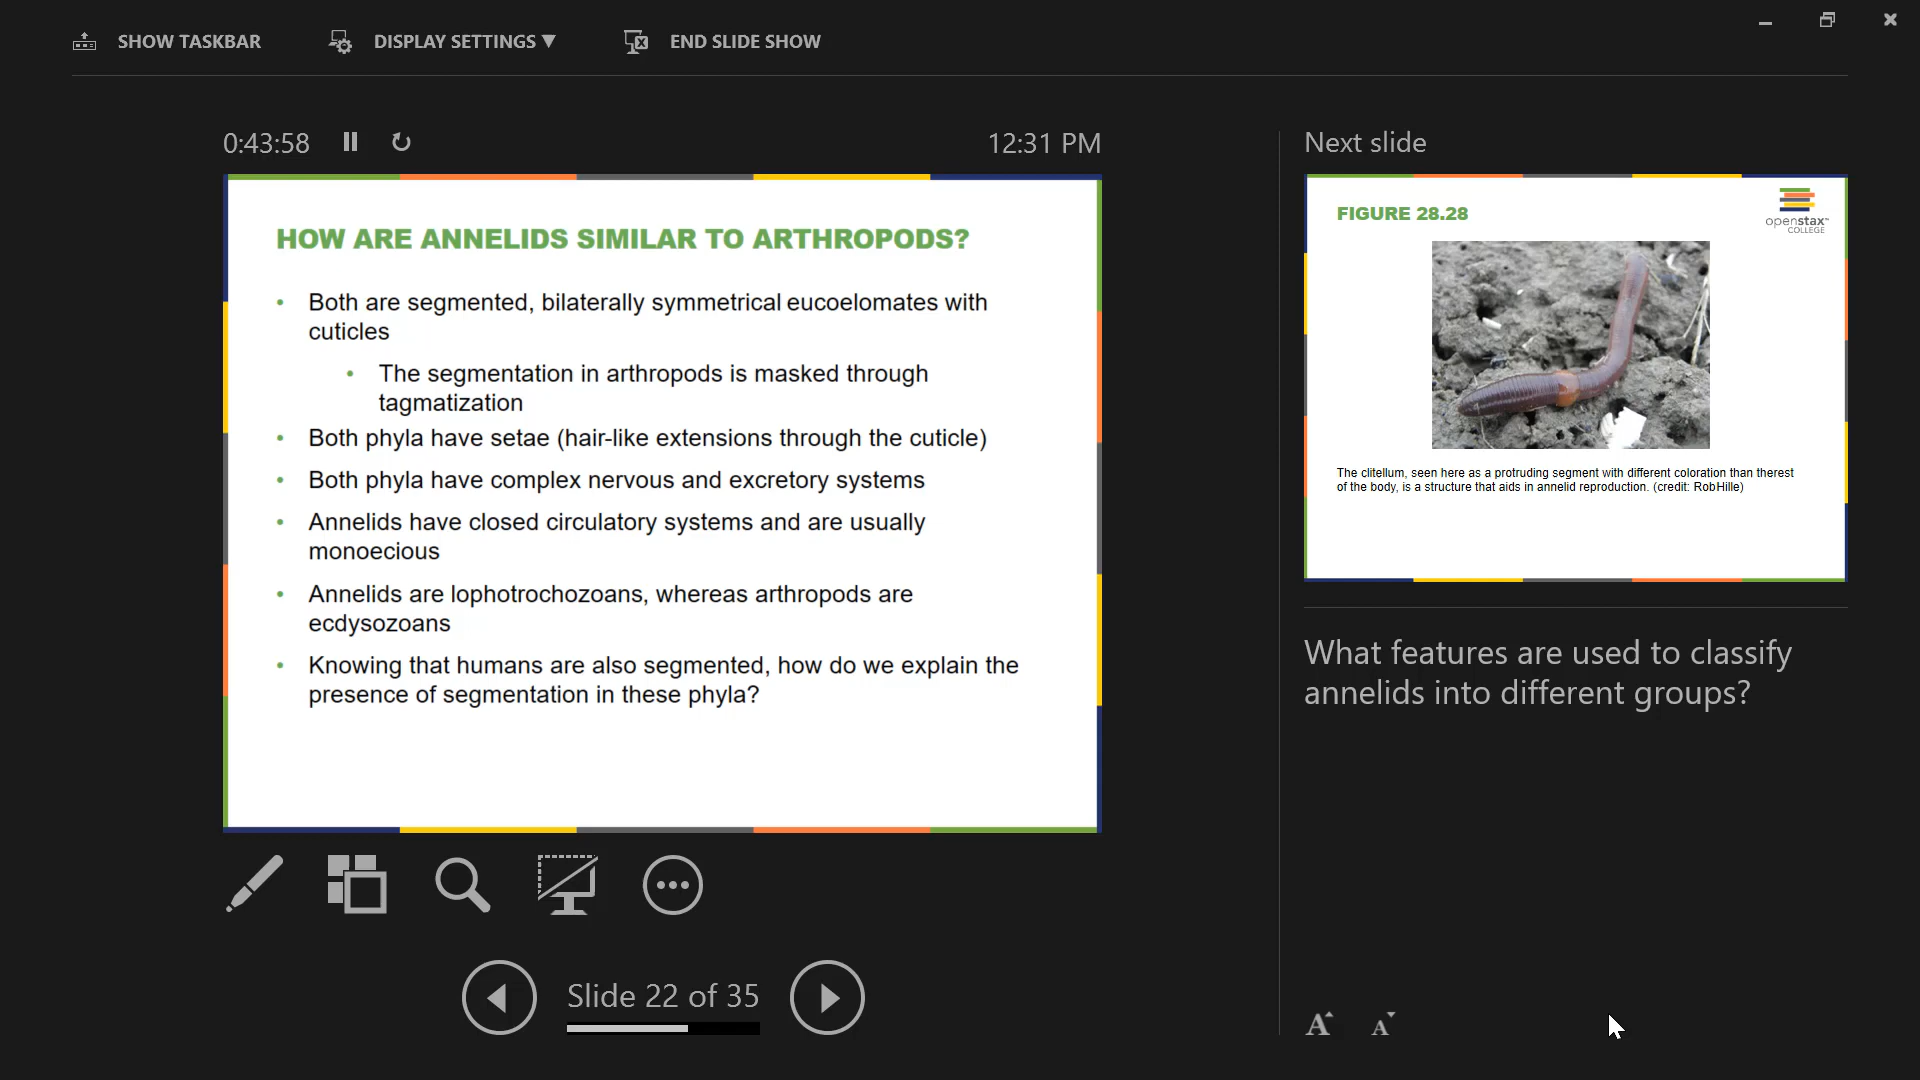 SHOW TASKBAR
DISPLAY SETTINGS ▼
END SLIDE SHOW
0:43:58
12:31 PM
HOW ARE ANNELIDS SIMILAR TO ARTHROPODS?
• Both are segmented, bilaterally symmetrical eucoelomates with
cuticles
• The segmentation in arthropods is masked through
tagmatization
• Both phyla have setae (hair-like extensions through the cuticle)
• Both phyla have complex nervous and excretory systems
• Annelids have closed circulatory systems and are usually
monoecious
• Annelids are lophotrochozoans, whereas arthropods are
ecdysozoans
• Knowing that humans are also segmented, how do we explain the
presence of segmentation in these phyla?
Slide 22 of 35
Next slide
FIGURE 28.28
openstax™
COLLEGE
The clitellum, seen here as a protruding segment with different coloration than therest
of the body, is a structure that aids in annelid reproduction. (credit: RobHille)
What features are used to classify
annelids into different groups?
A A